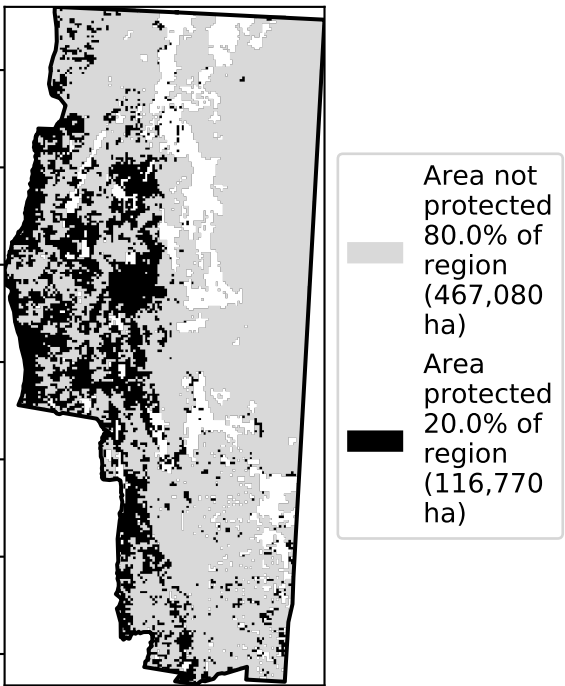 Area not
protected
80.0% of
region
(467,080
ha)
Area
protected
20.0% of
region
(116,770
ha)